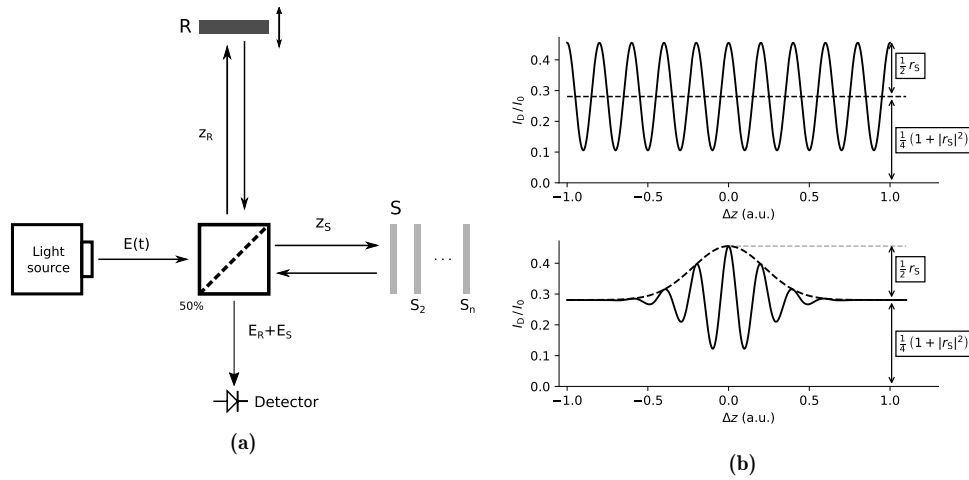 R
z_R
S
z_S
Light
source
E(t)
50%
S_2
. . .
S_n
E_R+E_S
Detector
(a)
I_D/I_0
0.4
0.3
0.2
0.1
0.0
−1.0 −0.5 0.0 0.5 1.0
Δz (a.u.)
1/2 r_S
1/4 (1 + |r_S|^2)
I_D/I_0
0.4
0.3
0.2
0.1
0.0
−1.0 −0.5 0.0 0.5 1.0
Δz (a.u.)
1/2 r_S
1/4 (1 + |r_S|^2)
(b)